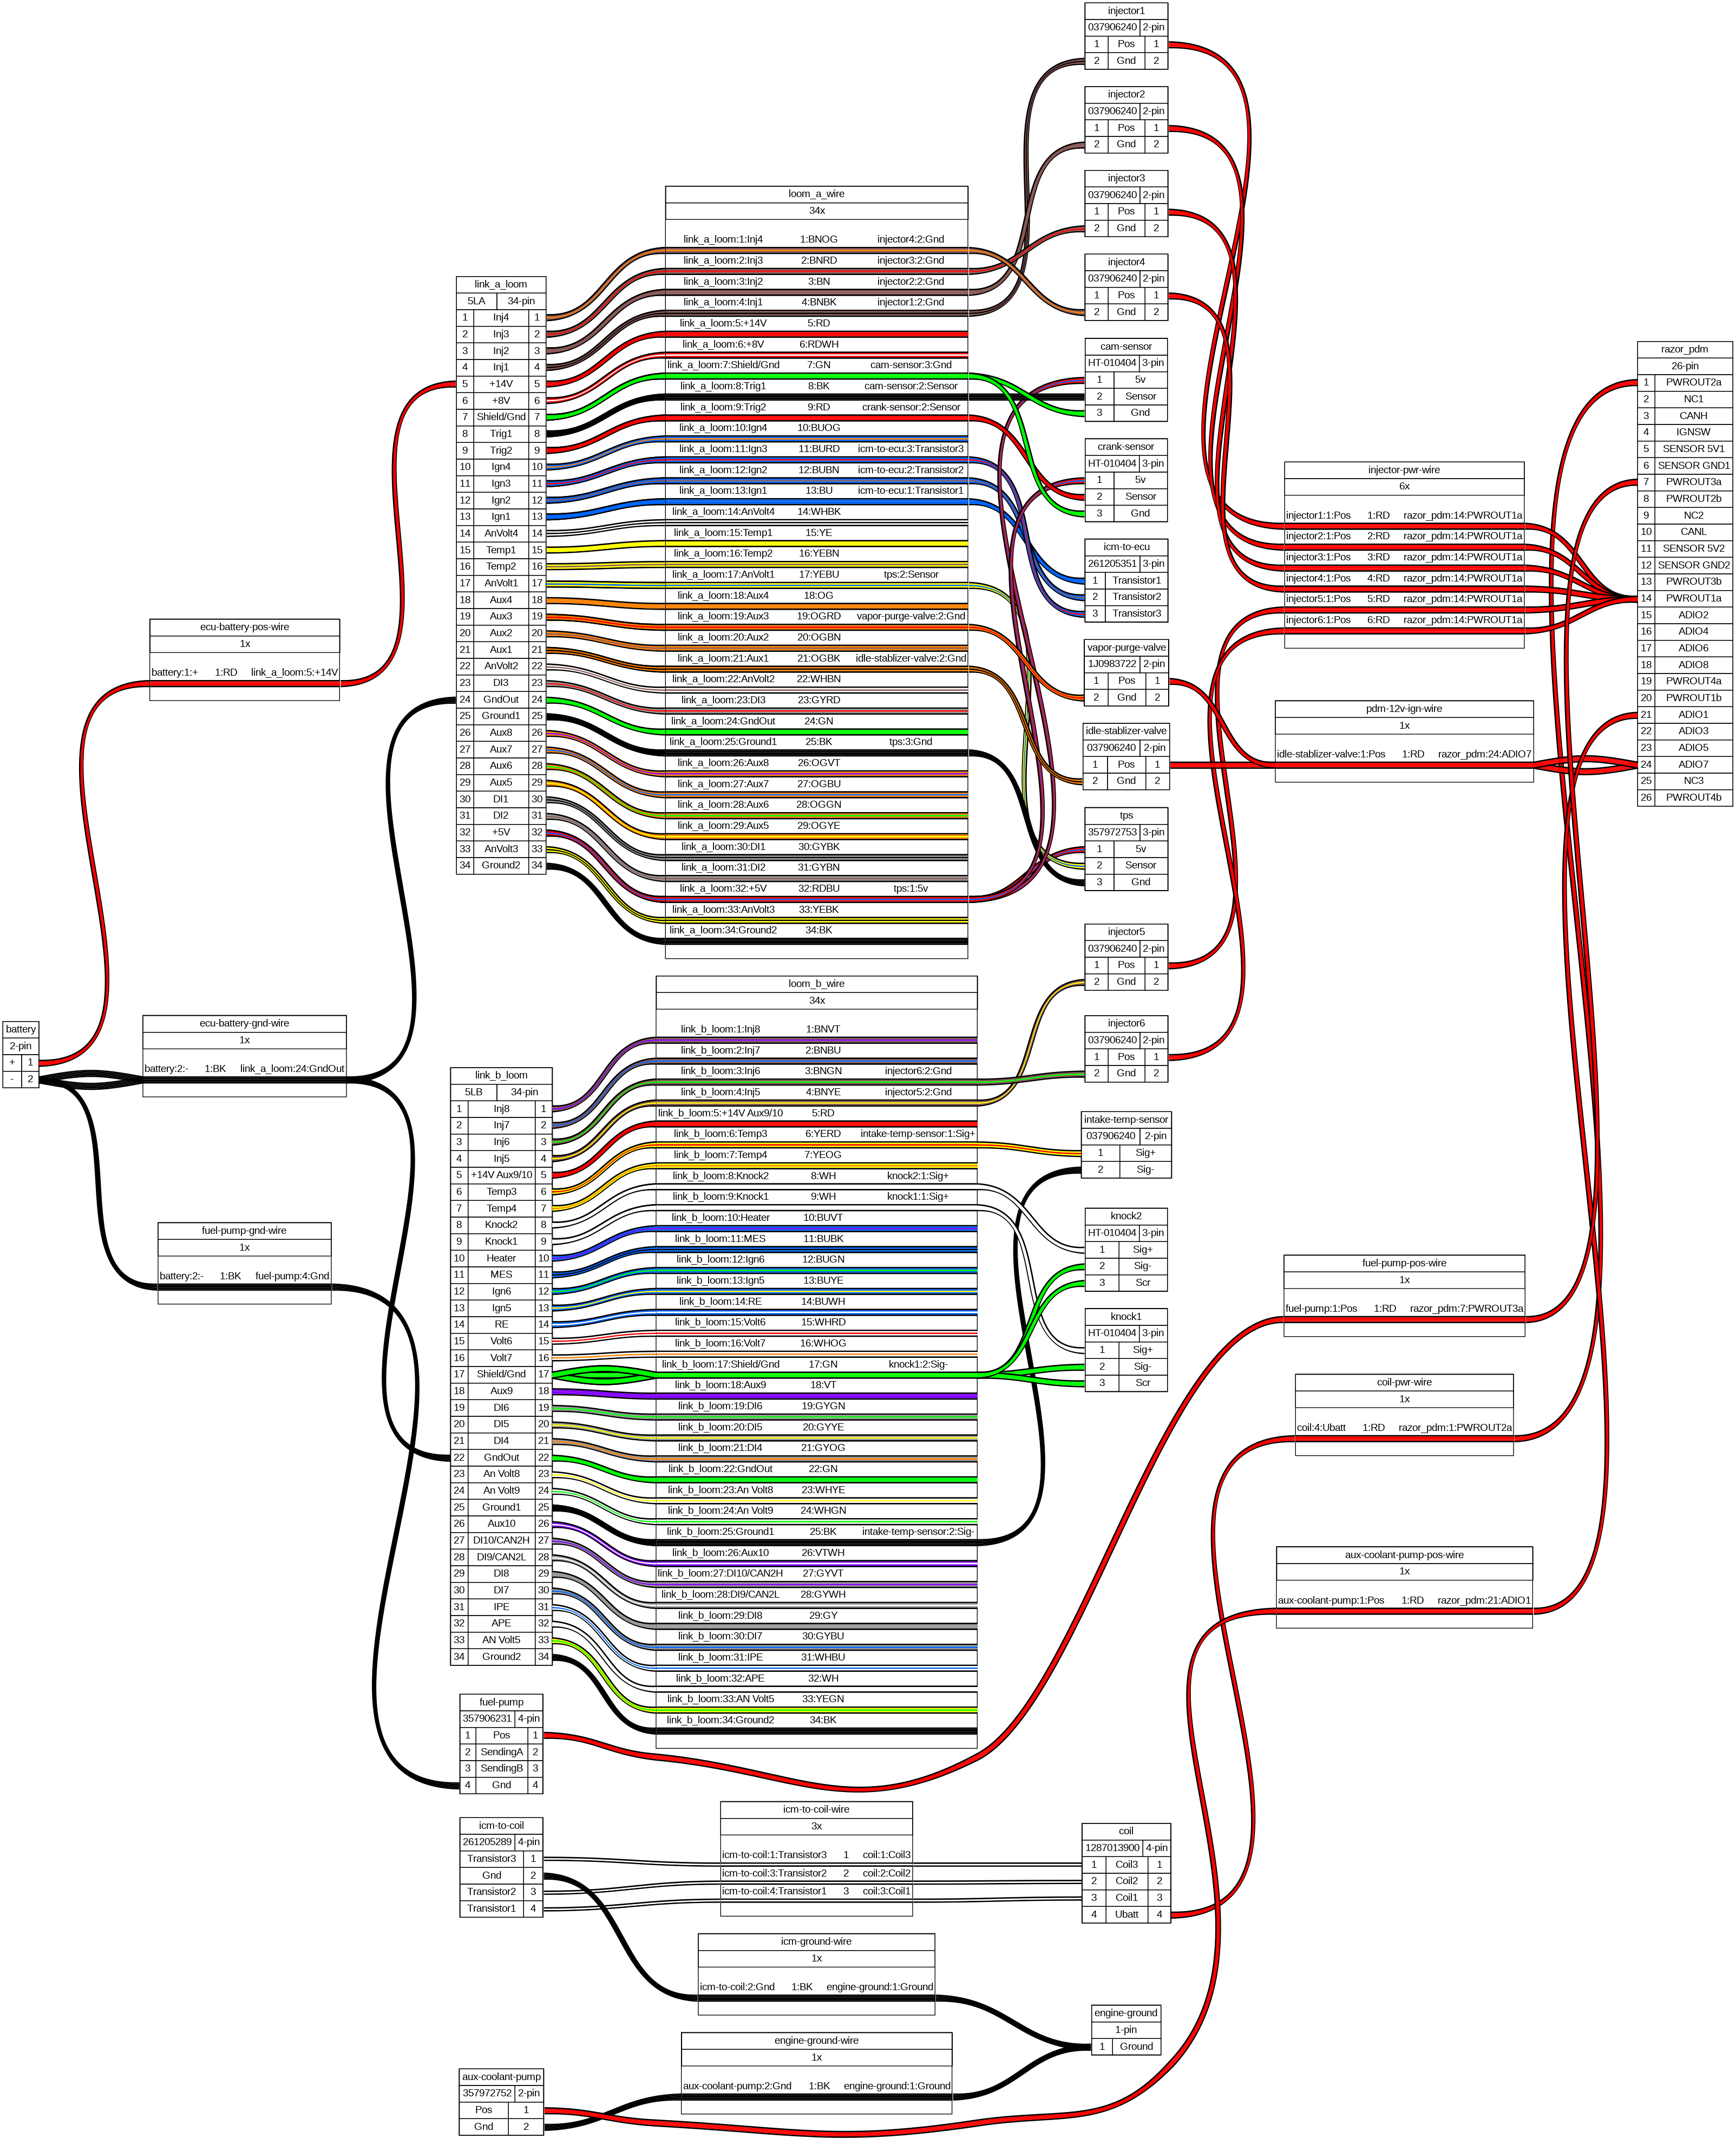 injector1
037906240 2-pin
1 Pos 1
2 Gnd 2
injector2
037906240 2-pin
1 Pos 1
2 Gnd 2
injector3
037906240 2-pin
1 Pos 1
2 Gnd 2
injector4
037906240 2-pin
1 Pos 1
2 Gnd 2
cam-sensor
HT-010404 3-pin
1 5v
2 Sensor
3 Gnd
crank-sensor
HT-010404 3-pin
1 5v
2 Sensor
3 Gnd
icm-to-ecu
261205351 3-pin
1 Transistor1
2 Transistor2
3 Transistor3
vapor-purge-valve
1J0983722 2-pin
1 Pos 1
2 Gnd 2
idle-stablizer-valve
037906240 2-pin
1 Pos 1
2 Gnd 2
tps
357972753 3-pin
1 5v
2 Sensor
3 Gnd
injector5
037906240 2-pin
1 Pos 1
2 Gnd 2
injector6
037906240 2-pin
1 Pos 1
2 Gnd 2
intake-temp-sensor
037906240 2-pin
1 Sig+
2 Sig-
knock2
HT-010404 3-pin
1 Sig+
2 Sig-
3 Scr
knock1
HT-010404 3-pin
1 Sig+
2 Sig-
3 Scr
loom_a_wire
34x
link_a_loom:1:Inj4 1:BNOG injector4:2:Gnd
link_a_loom:2:Inj3 2:BNRD injector3:2:Gnd
link_a_loom:3:Inj2 3:BN injector2:2:Gnd
link_a_loom:4:Inj1 4:BNBK injector1:2:Gnd
link_a_loom:5:+14V 5:RD
link_a_loom:6:+8V 6:RDWH
link_a_loom:7:Shield/Gnd 7:GN cam-sensor:3:Gnd
link_a_loom:8:Trig1 8:BK cam-sensor:2:Sensor
link_a_loom:9:Trig2 9:RD crank-sensor:2:Sensor
link_a_loom:10:Ign4 10:BUOG
link_a_loom:11:Ign3 11:BURD icm-to-ecu:3:Transistor3
link_a_loom:12:Ign2 12:BUBN icm-to-ecu:2:Transistor2
link_a_loom:13:Ign1 13:BU icm-to-ecu:1:Transistor1
link_a_loom:14:AnVolt4 14:WHBK
link_a_loom:15:Temp1 15:YE
link_a_loom:16:Temp2 16:YEBN
link_a_loom:17:AnVolt1 17:YEBU tps:2:Sensor
link_a_loom:18:Aux4 18:OG
link_a_loom:19:Aux3 19:OGRD vapor-purge-valve:2:Gnd
link_a_loom:20:Aux2 20:OGBN
link_a_loom:21:Aux1 21:OGBK idle-stablizer-valve:2:Gnd
link_a_loom:22:AnVolt2 22:WHBN
link_a_loom:23:DI3 23:GYRD
link_a_loom:24:GndOut 24:GN
link_a_loom:25:Ground1 25:BK tps:3:Gnd
link_a_loom:26:Aux8 26:OGVT
link_a_loom:27:Aux7 27:OGBU
link_a_loom:28:Aux6 28:OGGN
link_a_loom:29:Aux5 29:OGYE
link_a_loom:30:DI1 30:GYBK
link_a_loom:31:DI2 31:GYBN
link_a_loom:32:+5V 32:RDBU tps:1:5v
link_a_loom:33:AnVolt3 33:YEBK
link_a_loom:34:Ground2 34:BK
link_a_loom
5LA 34-pin
1 Inj4 1
2 Inj3 2
3 Inj2 3
4 Inj1 4
5 +14V 5
6 +8V 6
7 Shield/Gnd 7
8 Trig1 8
9 Trig2 9
10 Ign4 10
11 Ign3 11
12 Ign2 12
13 Ign1 13
14 AnVolt4 14
15 Temp1 15
16 Temp2 16
17 AnVolt1 17
18 Aux4 18
19 Aux3 19
20 Aux2 20
21 Aux1 21
22 AnVolt2 22
23 DI3 23
24 GndOut 24
25 Ground1 25
26 Aux8 26
27 Aux7 27
28 Aux6 28
29 Aux5 29
30 DI1 30
31 DI2 31
32 +5V 32
33 AnVolt3 33
34 Ground2 34
razor_pdm
26-pin
1 PWROUT2a
2 NC1
3 CANH
4 IGNSW
5 SENSOR 5V1
6 SENSOR GND1
7 PWROUT3a
8 PWROUT2b
9 NC2
10 CANL
11 SENSOR 5V2
12 SENSOR GND2
13 PWROUT3b
14 PWROUT1a
15 ADIO2
16 ADIO4
17 ADIO6
18 ADIO8
19 PWROUT4a
20 PWROUT1b
21 ADIO1
22 ADIO3
23 ADIO5
24 ADIO7
25 NC3
26 PWROUT4b
injector-pwr-wire
6x
injector1:1:Pos 1:RD razor_pdm:14:PWROUT1a
injector2:1:Pos 2:RD razor_pdm:14:PWROUT1a
injector3:1:Pos 3:RD razor_pdm:14:PWROUT1a
injector4:1:Pos 4:RD razor_pdm:14:PWROUT1a
injector5:1:Pos 5:RD razor_pdm:14:PWROUT1a
injector6:1:Pos 6:RD razor_pdm:14:PWROUT1a
pdm-12v-ign-wire
1x
idle-stablizer-valve:1:Pos 1:RD razor_pdm:24:ADIO7
ecu-battery-pos-wire
1x
battery:1:+ 1:RD link_a_loom:5:+14V
battery
2-pin
+ 1
- 2
ecu-battery-gnd-wire
1x
battery:2:- 1:BK link_a_loom:24:GndOut
fuel-pump-gnd-wire
1x
battery:2:- 1:BK fuel-pump:4:Gnd
link_b_loom
5LB 34-pin
1 Inj8 1
2 Inj7 2
3 Inj6 3
4 Inj5 4
5 +14V Aux9/10 5
6 Temp3 6
7 Temp4 7
8 Knock2 8
9 Knock1 9
10 Heater 10
11 MES 11
12 Ign6 12
13 Ign5 13
14 RE 14
15 Volt6 15
16 Volt7 16
17 Shield/Gnd 17
18 Aux9 18
19 DI6 19
20 DI5 20
21 DI4 21
22 GndOut 22
23 An Volt8 23
24 An Volt9 24
25 Ground1 25
26 Aux10 26
27 DI10/CAN2H 27
28 DI9/CAN2L 28
29 DI8 29
30 DI7 30
31 IPE 31
32 APE 32
33 AN Volt5 33
34 Ground2 34
loom_b_wire
34x
link_b_loom:1:Inj8 1:BNVT
link_b_loom:2:Inj7 2:BNBU
link_b_loom:3:Inj6 3:BNGN injector6:2:Gnd
link_b_loom:4:Inj5 4:BNYE injector5:2:Gnd
link_b_loom:5:+14V Aux9/10 5:RD
link_b_loom:6:Temp3 6:YERD intake-temp-sensor:1:Sig+
link_b_loom:7:Temp4 7:YEOG
link_b_loom:8:Knock2 8:WH knock2:1:Sig+
link_b_loom:9:Knock1 9:WH knock1:1:Sig+
link_b_loom:10:Heater 10:BUVT
link_b_loom:11:MES 11:BUBK
link_b_loom:12:Ign6 12:BUGN
link_b_loom:13:Ign5 13:BUYE
link_b_loom:14:RE 14:BUWH
link_b_loom:15:Volt6 15:WHRD
link_b_loom:16:Volt7 16:WHOG
link_b_loom:17:Shield/Gnd 17:GN knock1:2:Sig-
link_b_loom:18:Aux9 18:VT
link_b_loom:19:DI6 19:GYGN
link_b_loom:20:DI5 20:GYYE
link_b_loom:21:DI4 21:GYOG
link_b_loom:22:GndOut 22:GN
link_b_loom:23:An Volt8 23:WHYE
link_b_loom:24:An Volt9 24:WHGN
link_b_loom:25:Ground1 25:BK intake-temp-sensor:2:Sig-
link_b_loom:26:Aux10 26:VTWH
link_b_loom:27:DI10/CAN2H 27:GYVT
link_b_loom:28:DI9/CAN2L 28:GYWH
link_b_loom:29:DI8 29:GY
link_b_loom:30:DI7 30:GYBU
link_b_loom:31:IPE 31:WHBU
link_b_loom:32:APE 32:WH
link_b_loom:33:AN Volt5 33:YEGN
link_b_loom:34:Ground2 34:BK
fuel-pump-pos-wire
1x
fuel-pump:1:Pos 1:RD razor_pdm:7:PWROUT3a
coil-pwr-wire
1x
coil:4:Ubatt 1:RD razor_pdm:1:PWROUT2a
aux-coolant-pump-pos-wire
1x
aux-coolant-pump:1:Pos 1:RD razor_pdm:21:ADIO1
fuel-pump
357906231 4-pin
1 Pos 1
2 SendingA 2
3 SendingB 3
4 Gnd 4
icm-to-coil
261205289 4-pin
Transistor3 1
Gnd 2
Transistor2 3
Transistor1 4
icm-to-coil-wire
3x
icm-to-coil:1:Transistor3 1 coil:1:Coil3
icm-to-coil:3:Transistor2 2 coil:2:Coil2
icm-to-coil:4:Transistor1 3 coil:3:Coil1
coil
1287013900 4-pin
1 Coil3 1
2 Coil2 2
3 Coil1 3
4 Ubatt 4
icm-ground-wire
1x
icm-to-coil:2:Gnd 1:BK engine-ground:1:Ground
engine-ground
1-pin
1 Ground
engine-ground-wire
1x
aux-coolant-pump:2:Gnd 1:BK engine-ground:1:Ground
aux-coolant-pump
357972752 2-pin
Pos 1
Gnd 2